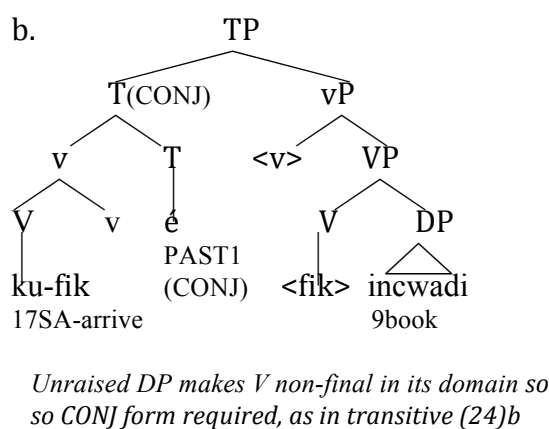 b. TP
T(CONJ) vP
v T <v> VP
V v é V DP
PAST1
ku-fik (CONJ) <fik> incwadi
17SA-arrive 9book
Unraised DP makes V non-final in its domain so
so CONJ form required, as in transitive (24)b